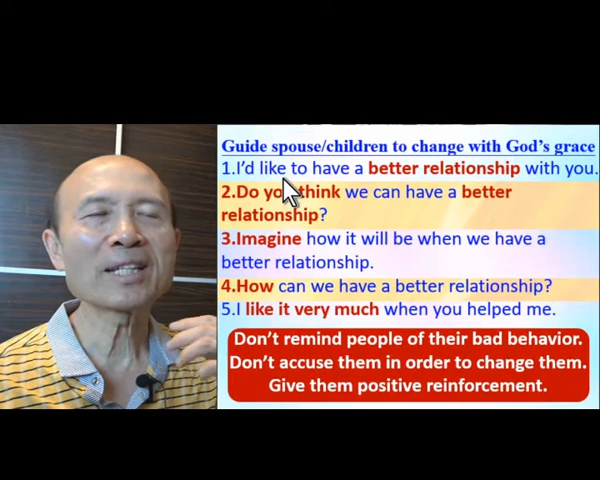 Guide spouse/children to change with God's grace
1.I'd like to have a better relationship with you.
2.Do you think we can have a better
relationship?
3.Imagine how it will be when we have a
better relationship.
4.How can we have a better relationship?
5.I like it very much when you helped me.
Don't remind people of their bad behavior.
Don't accuse them in order to change them.
Give them positive reinforcement.